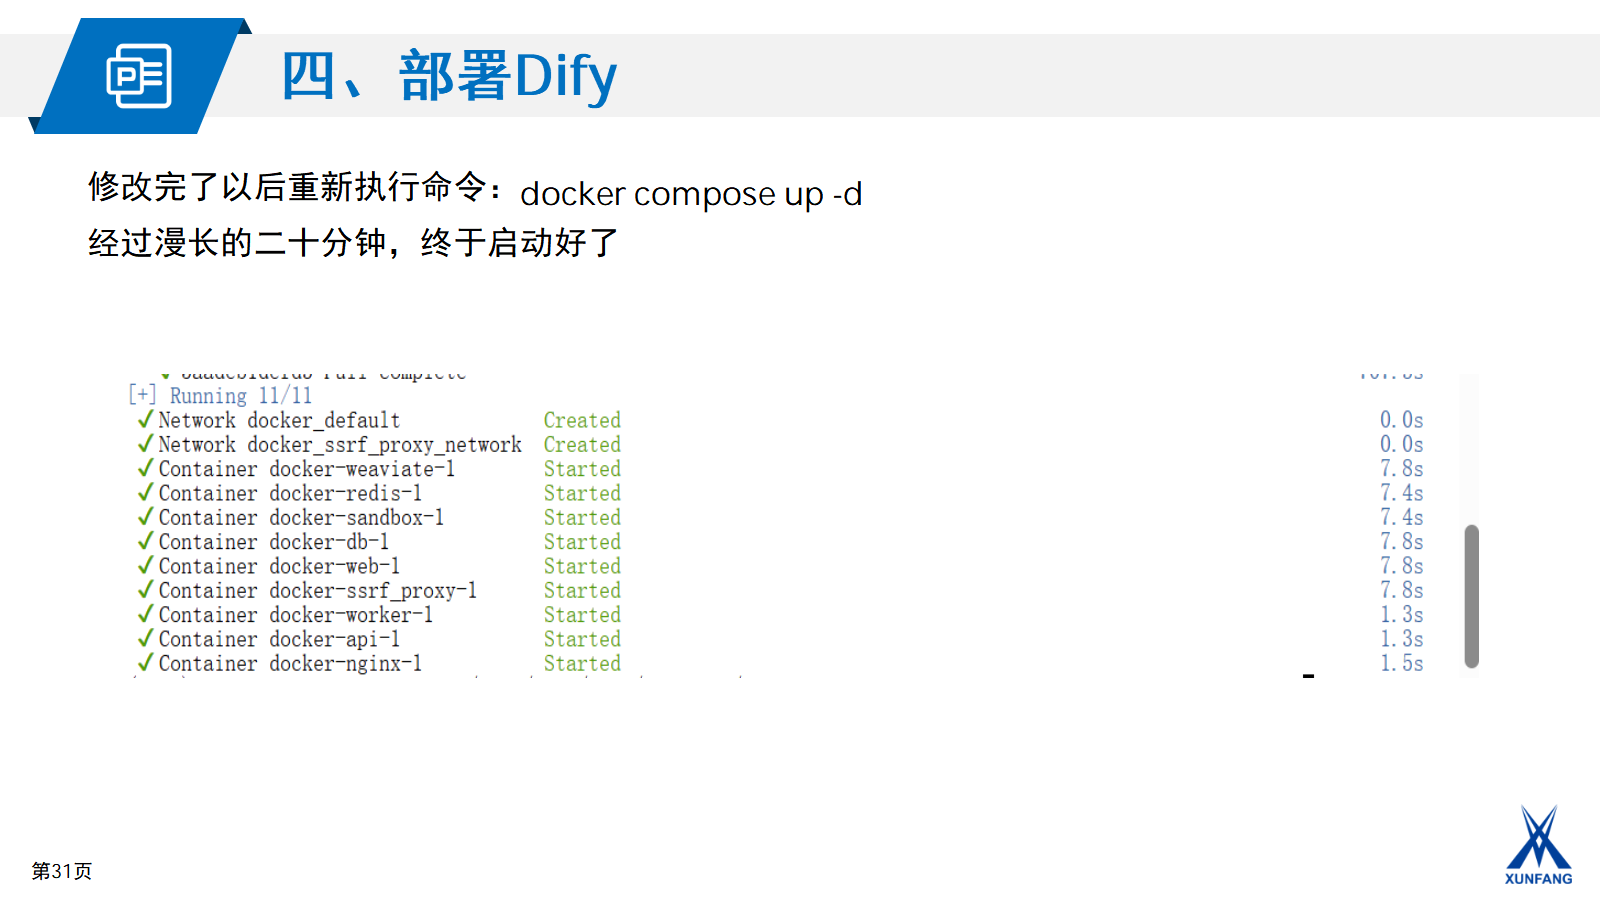 四、部署Dify
修改完了以后重新执行命令：docker compose up -d
经过漫长的二十分钟，终于启动好了
[+] Running 11/11
✔ Network docker_default Created 0.0s
✔ Network docker_ssrf_proxy_network Created 0.0s
✔ Container docker-weaviate-1 Started 7.8s
✔ Container docker-redis-1 Started 7.4s
✔ Container docker-sandbox-1 Started 7.4s
✔ Container docker-db-1 Started 7.8s
✔ Container docker-web-1 Started 7.8s
✔ Container docker-ssrf_proxy-1 Started 7.8s
✔ Container docker-worker-1 Started 1.3s
✔ Container docker-api-1 Started 1.3s
✔ Container docker-nginx-1 Started 1.5s
第31页
XUNFANG